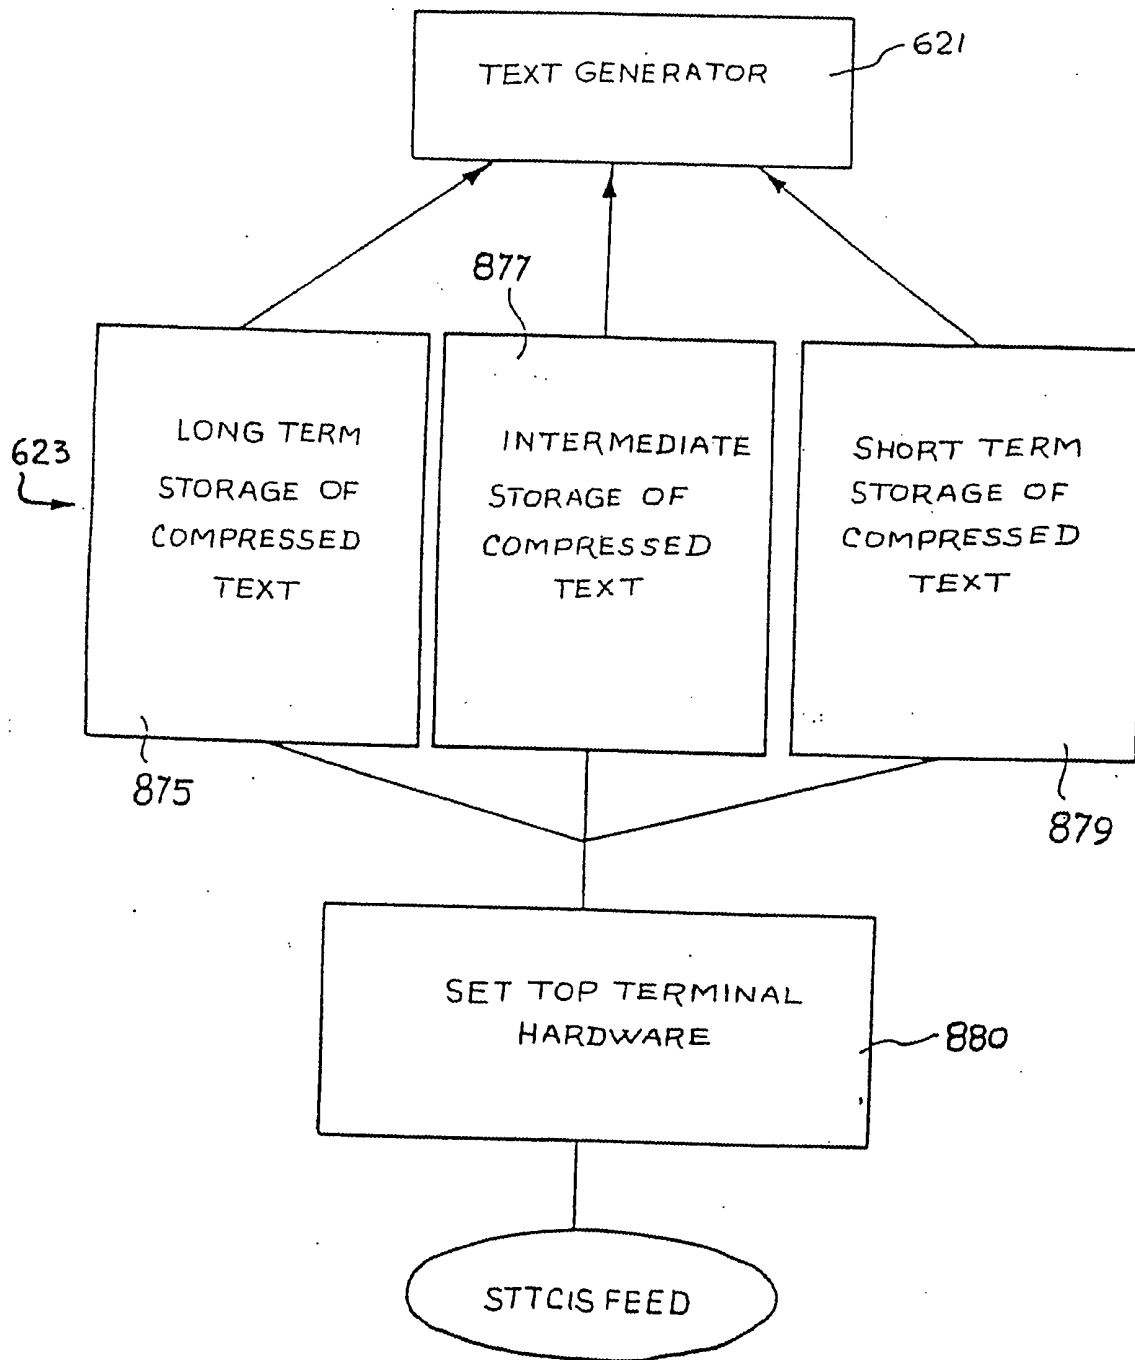 TEXT GENERATOR
621
877
623
LONG TERM
STORAGE OF
COMPRESSED
TEXT
INTERMEDIATE
STORAGE OF
COMPRESSED
TEXT
SHORT TERM
STORAGE OF
COMPRESSED
TEXT
875
879
SET TOP TERMINAL
HARDWARE
880
STTCIS FEED